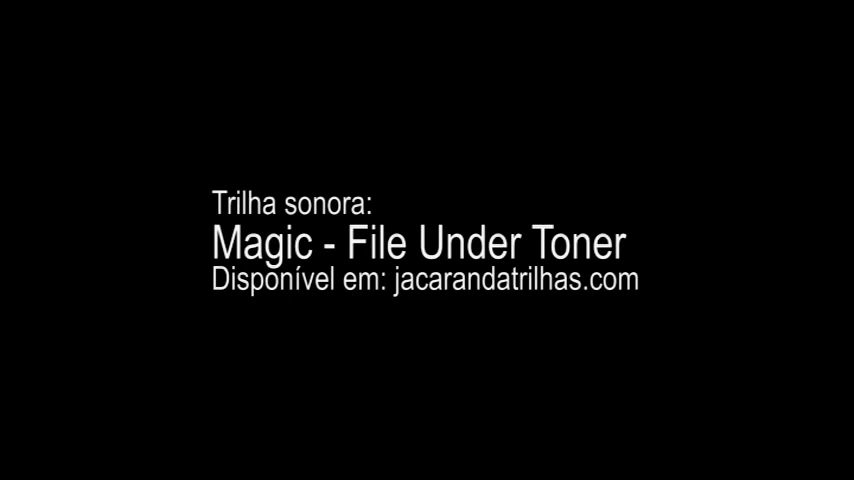 Trilha sonora:
Magic - File Under Toner
Disponível em: jacarandatrilhas.com